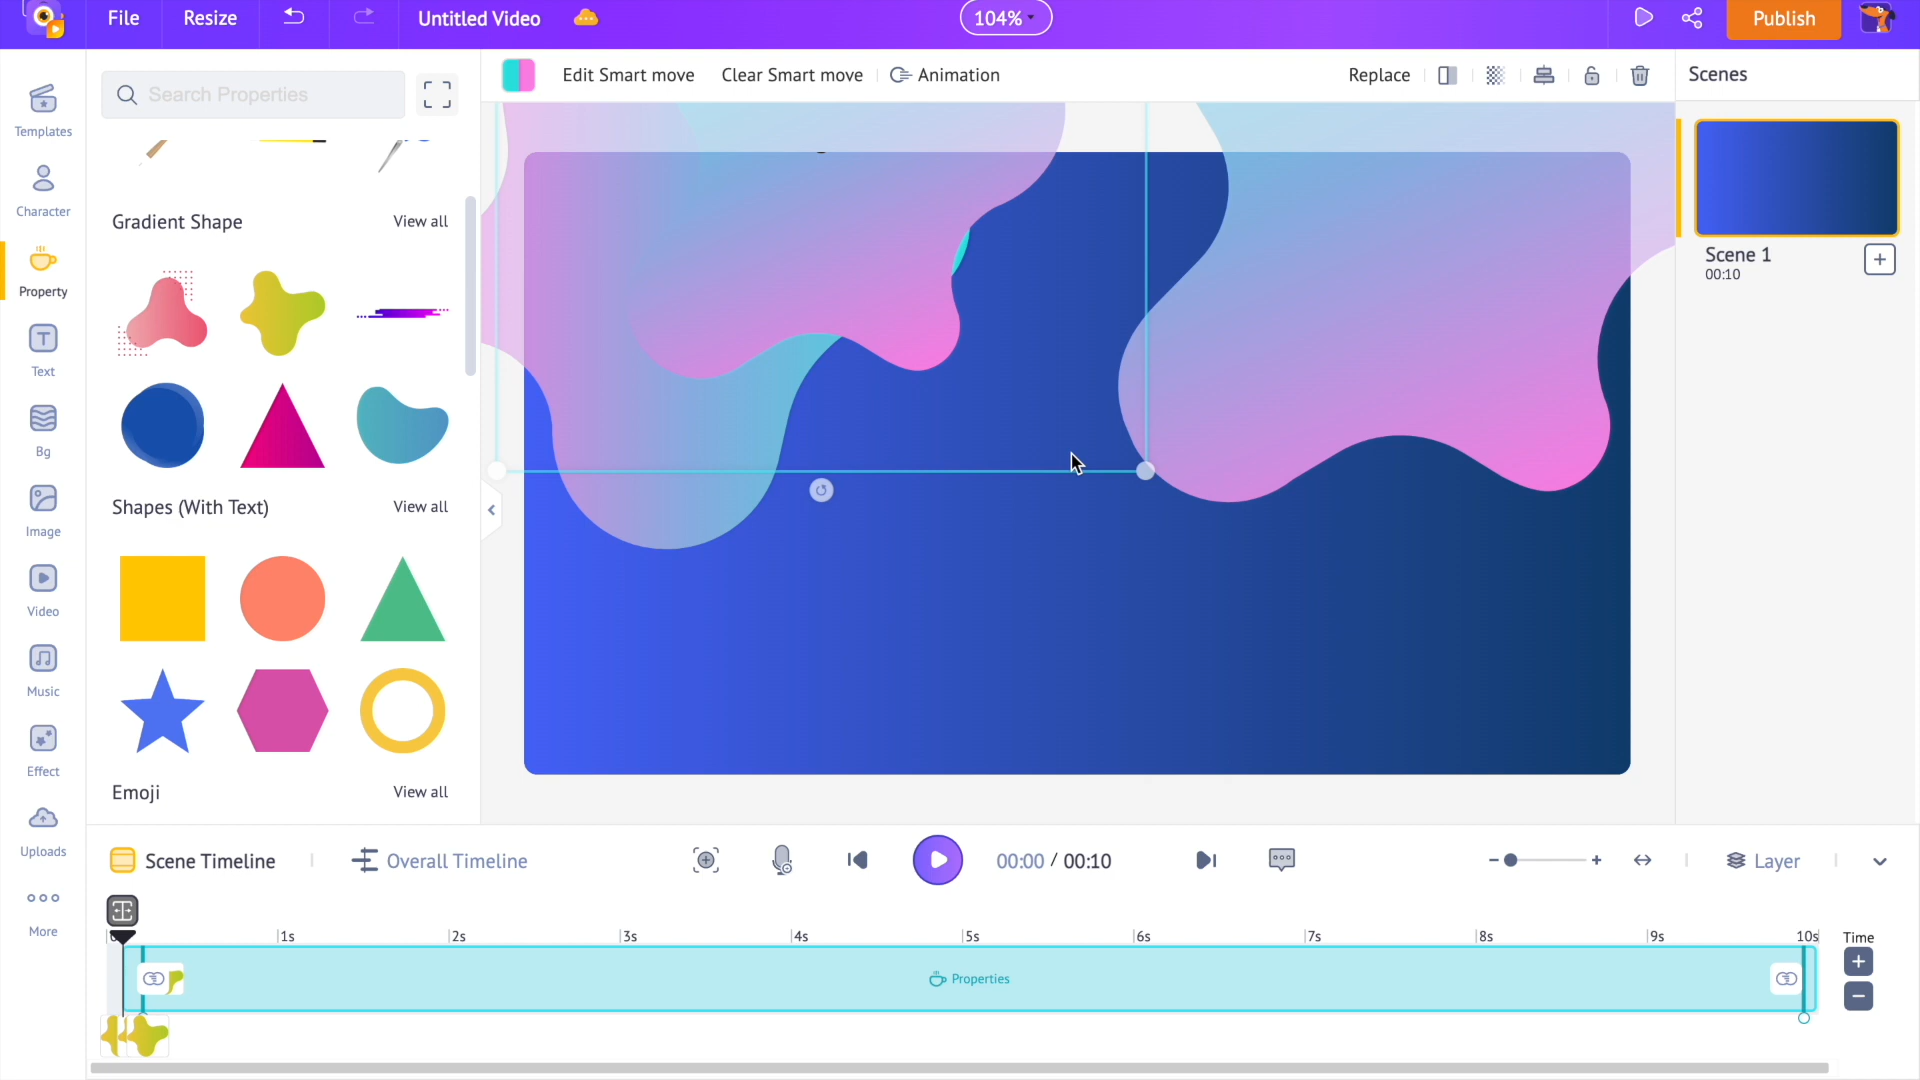 File
Resize
Untitled Video
104%
Publish
Templates
Character
Property
Text
Bg
Image
Video
Music
Effect
Uploads
More
Search Properties
Gradient Shape
View all
Shapes (With Text)
View all
Emoji
View all
Edit Smart move
Clear Smart move
Animation
Replace
Scenes
Scene 1
00:10
Scene Timeline
Overall Timeline
00:00 / 00:10
Layer
1s
2s
3s
4s
5s
6s
7s
8s
9s
10s
Time
Properties